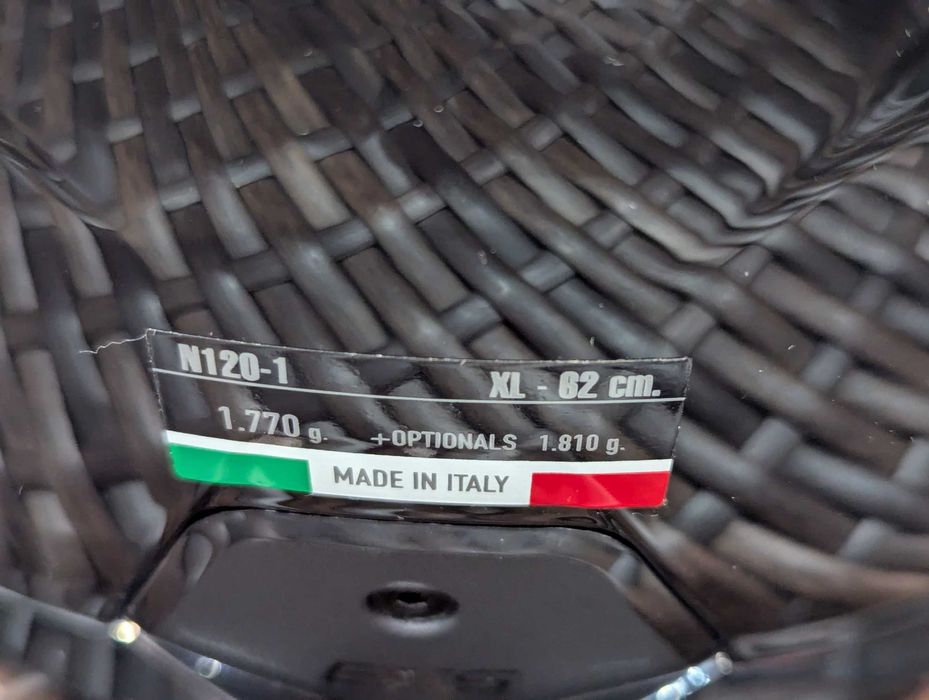 N120-1
XL - 62 cm.
1.770 g. +OPTIONALS 1.810 g.
MADE IN ITALY